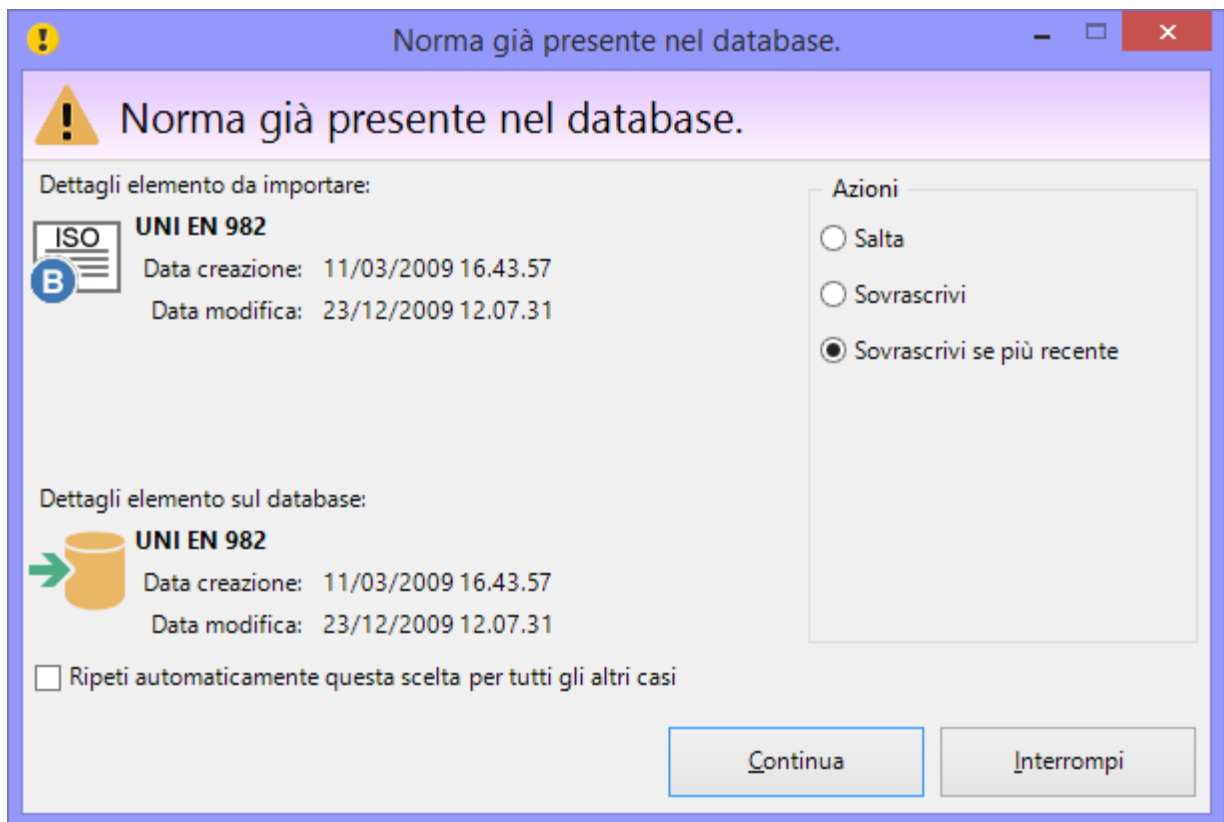 Norma già presente nel database.
Norma già presente nel database.
Dettagli elemento da importare:
ISO
B
UNI EN 982
Data creazione: 11/03/2009 16.43.57
Data modifica: 23/12/2009 12.07.31
Dettagli elemento sul database:
UNI EN 982
Data creazione: 11/03/2009 16.43.57
Data modifica: 23/12/2009 12.07.31
Ripeti automaticamente questa scelta per tutti gli altri casi
Azioni
Salta
Sovrascrivi
Sovrascrivi se più recente
Continua
Interrompi